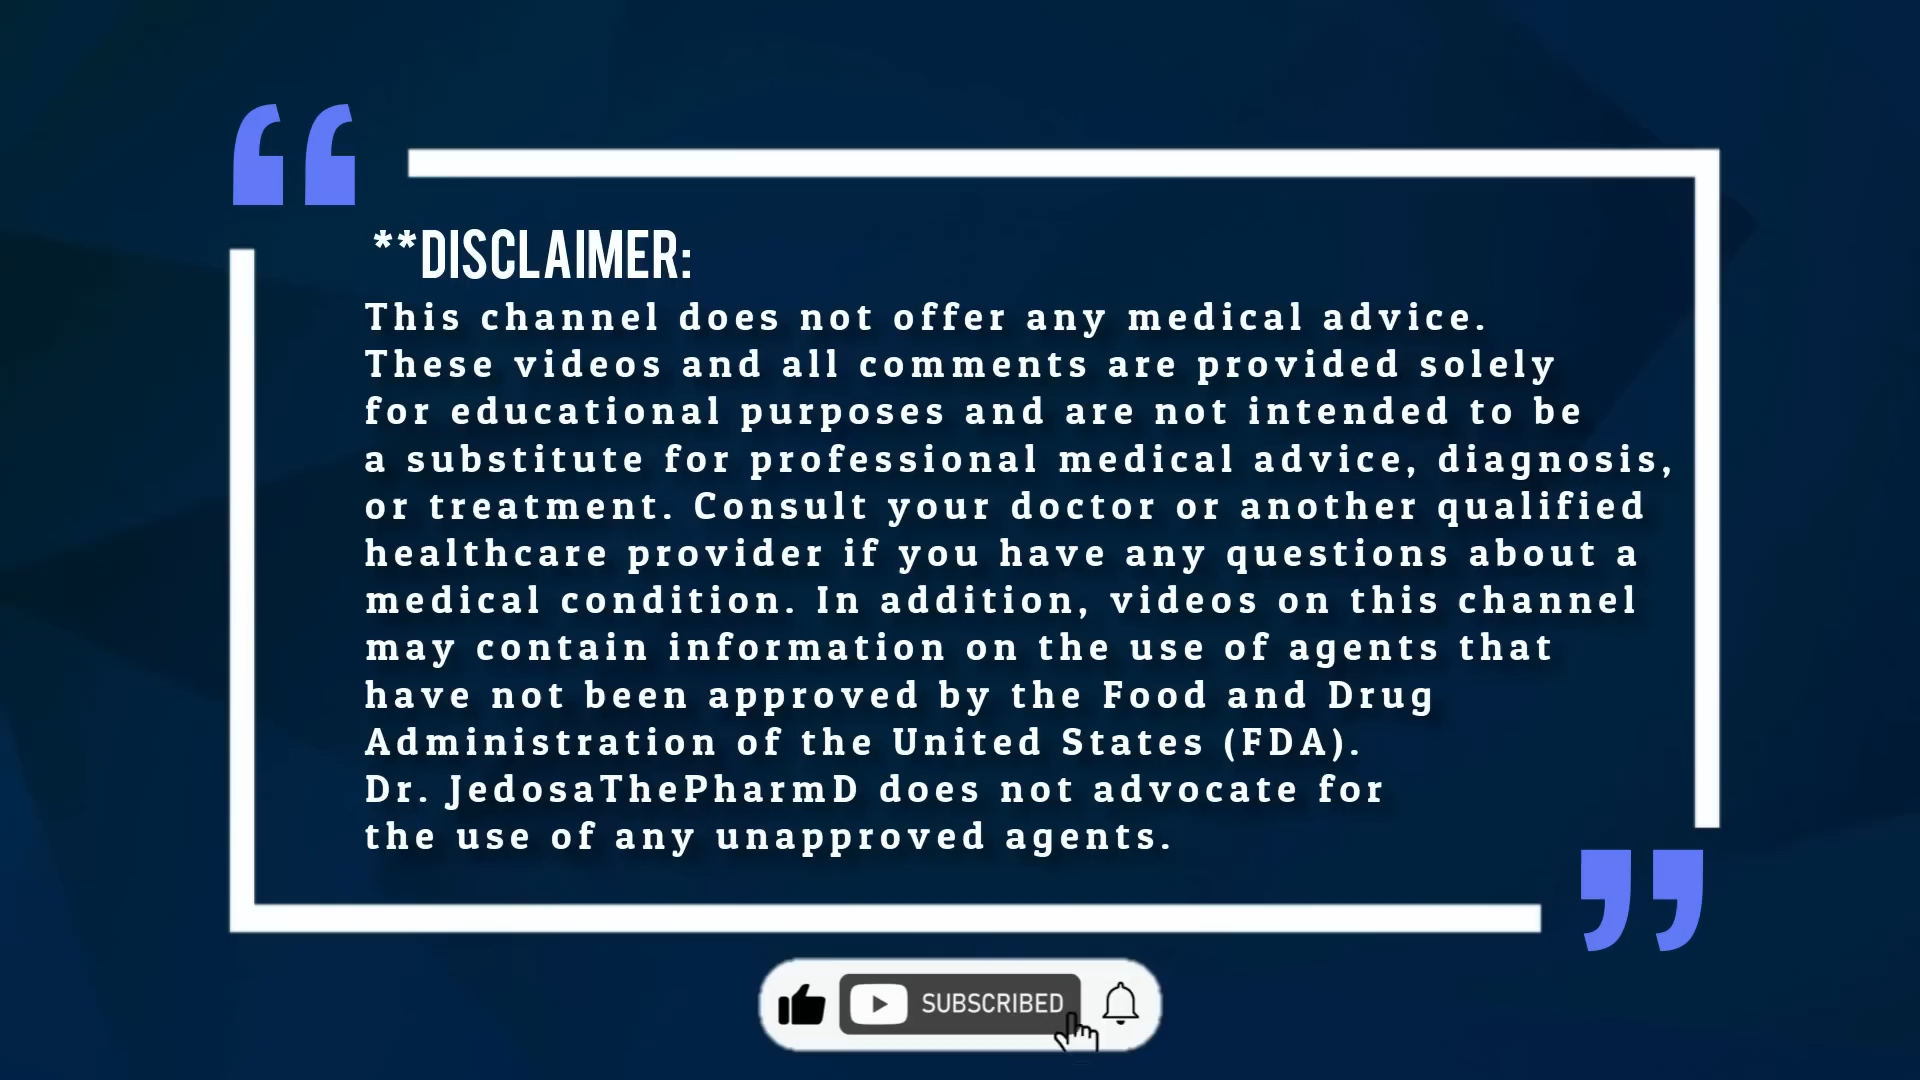 **DISCLAIMER:
This channel does not offer any medical advice.
These videos and all comments are provided solely
for educational purposes and are not intended to be
a substitute for professional medical advice, diagnosis,
or treatment. Consult your doctor or another qualified
healthcare provider if you have any questions about a
medical condition. In addition, videos on this channel
may contain information on the use of agents that
have not been approved by the Food and Drug
Administration of the United States (FDA).
Dr. JedosaThePharmD does not advocate for
the use of any unapproved agents.
SUBSCRIBED